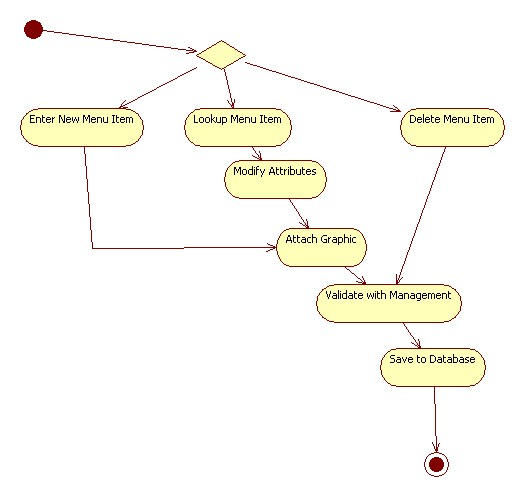 Enter New Menu Item
Lookup Menu Item
Delete Menu Item
Modify Attributes
Attach Graphic
Validate with Management
Save to Database